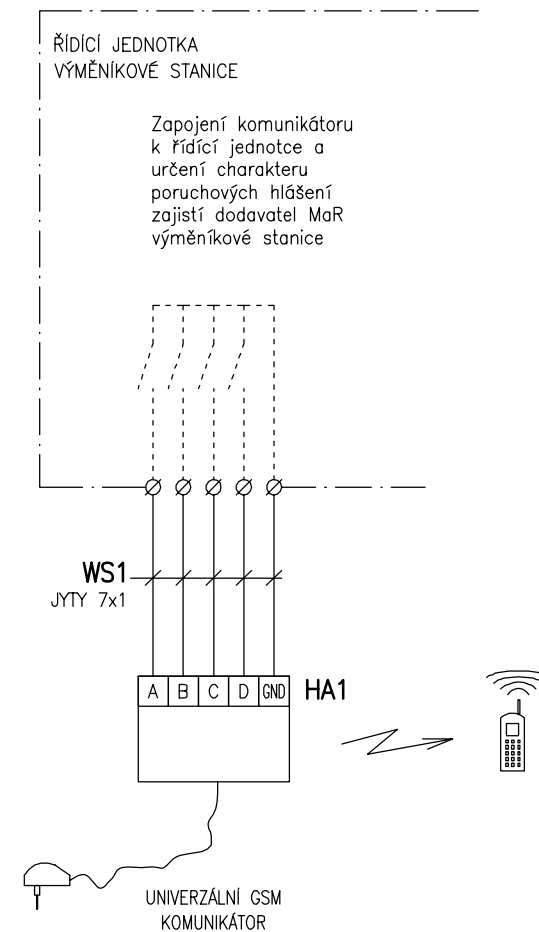 ŘÍDÍCÍ JEDNOTKA
VÝMĚNÍKOVÉ STANICE
Zapojení komunikátoru
k řídící jednotce a
určení charakteru
poruchových hlášení
zajistí dodavatel MaR
výměníkové stanice
WS1
JYTY 7x1
A B C D GND HA1
UNIVERZÁLNÍ GSM
KOMUNIKÁTOR